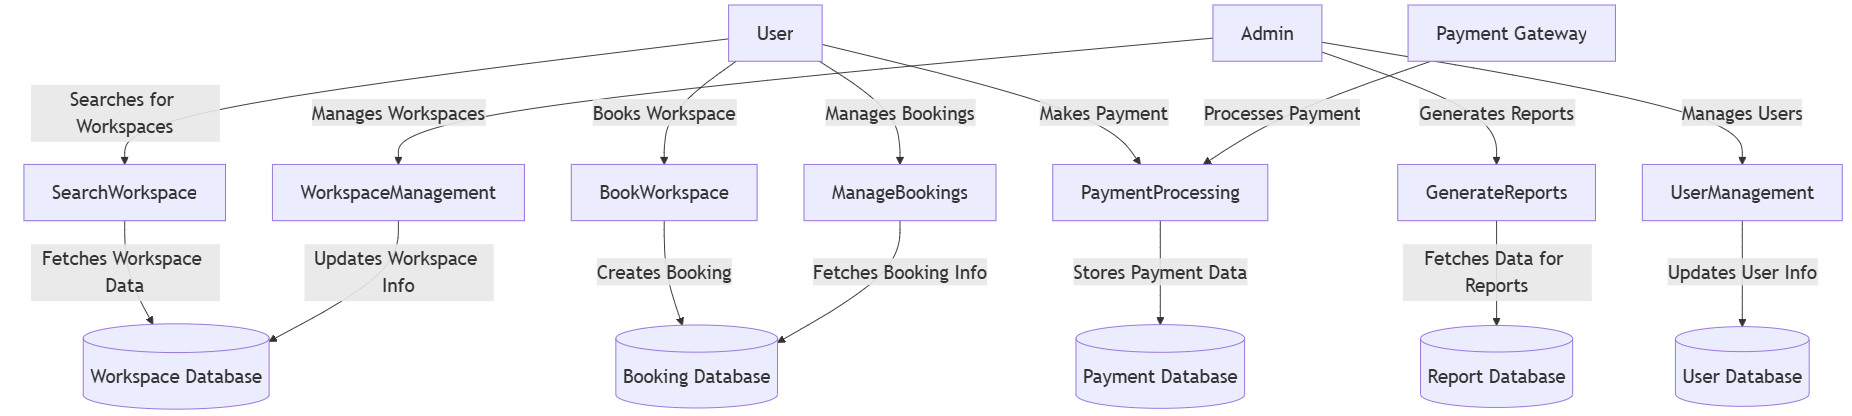 User
Admin
Payment Gateway
Searches for
Workspaces
Manages Workspaces
Books Workspace
Manages Bookings
Makes Payment
Processes Payment
Generates Reports
Manages Users
SearchWorkspace
WorkspaceManagement
BookWorkspace
ManageBookings
PaymentProcessing
GenerateReports
UserManagement
Fetches Workspace
Data
Updates Workspace
Info
Creates Booking
Fetches Booking Info
Stores Payment Data
Fetches Data for
Reports
Updates User Info
Workspace Database
Booking Database
Payment Database
Report Database
User Database